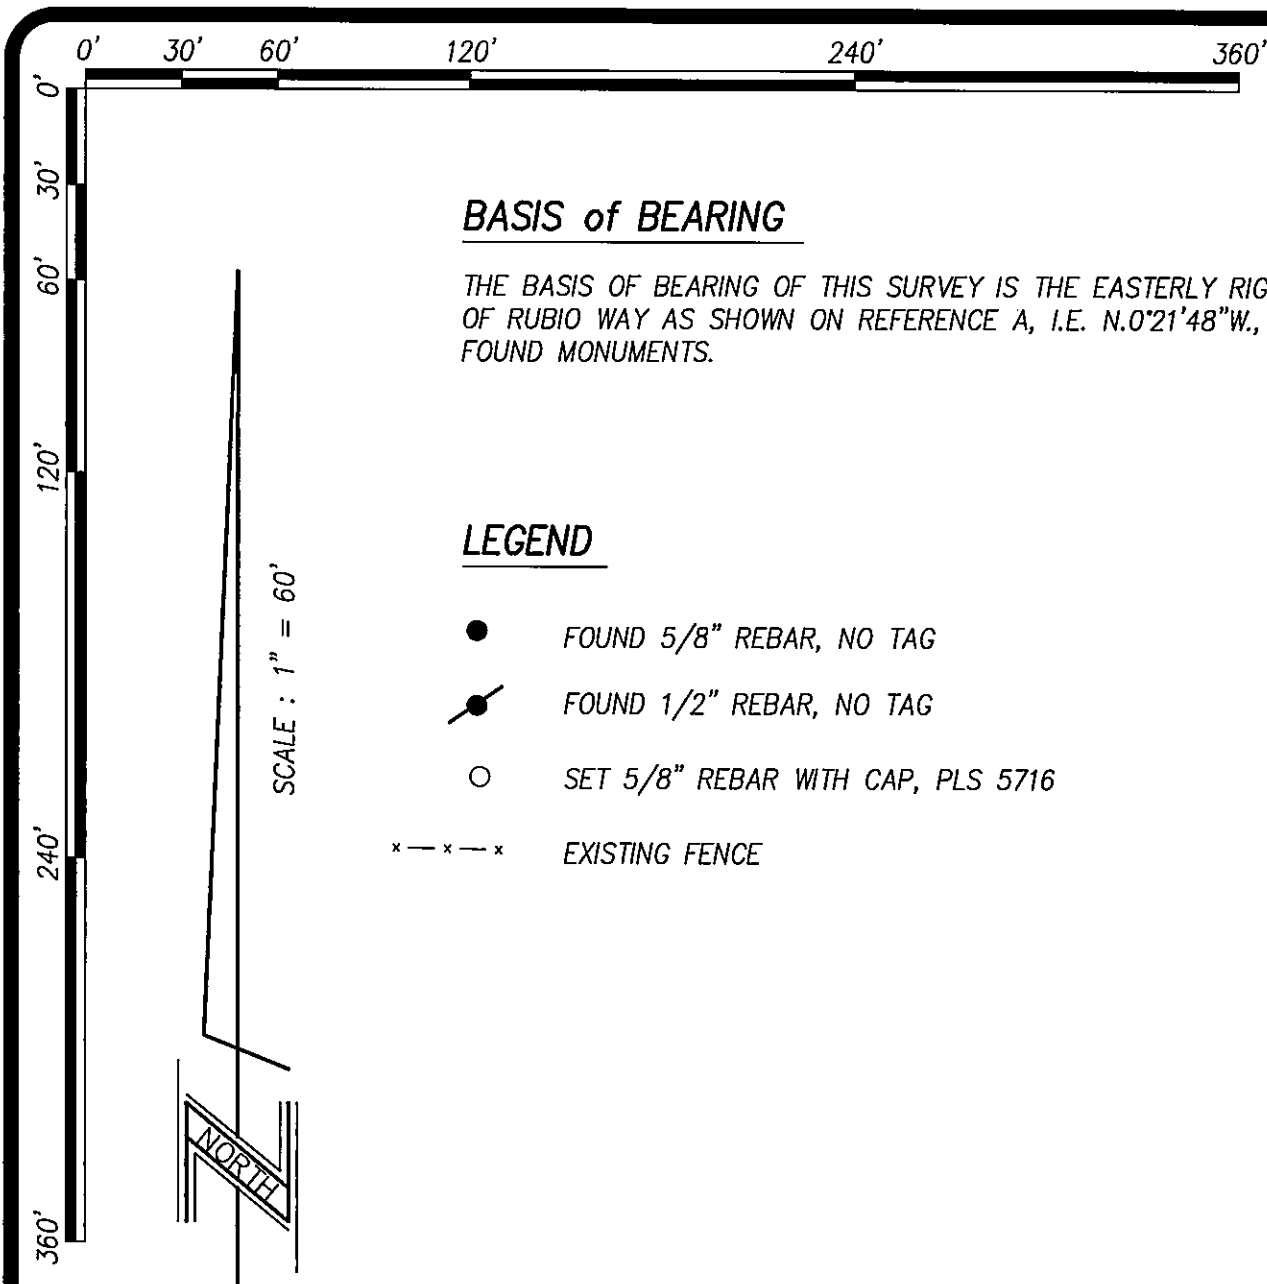 0' 30' 60' 120' 240' 360'
0'
30'
60'
120'
240'
360'
BASIS of BEARING
THE BASIS OF BEARING OF THIS SURVEY IS THE EASTERLY RIG
OF RUBIO WAY AS SHOWN ON REFERENCE A, I.E. N.0°21'48"W.,
FOUND MONUMENTS.
SCALE : 1" = 60'
LEGEND
FOUND 5/8" REBAR, NO TAG
FOUND 1/2" REBAR, NO TAG
SET 5/8" REBAR WITH CAP, PLS 5716
x — x — x EXISTING FENCE
NORTH